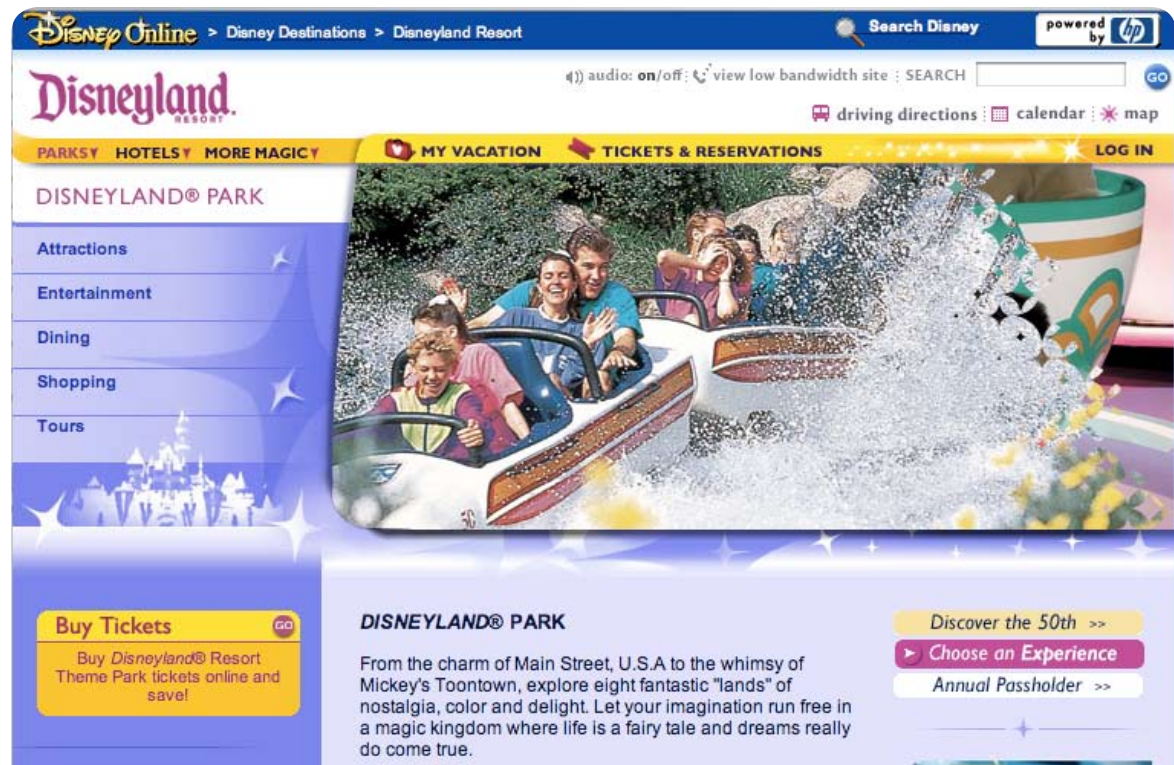 Disney Online > Disney Destinations > Disneyland Resort
Search Disney
powered by hp
Disneyland
RESORT
audio: on/off view low bandwidth site SEARCH GO
driving directions calendar map
PARKS HOTELS MORE MAGIC MY VACATION TICKETS & RESERVATIONS LOG IN
DISNEYLAND® PARK
Attractions
Entertainment
Dining
Shopping
Tours
Buy Tickets GO
Buy Disneyland® Resort
Theme Park tickets online and
save!
DISNEYLAND® PARK
From the charm of Main Street, U.S.A to the whimsy of
Mickey's Toontown, explore eight fantastic "lands" of
nostalgia, color and delight. Let your imagination run free in
a magic kingdom where life is a fairy tale and dreams really
do come true.
Discover the 50th >>
Choose an Experience
Annual Passholder >>